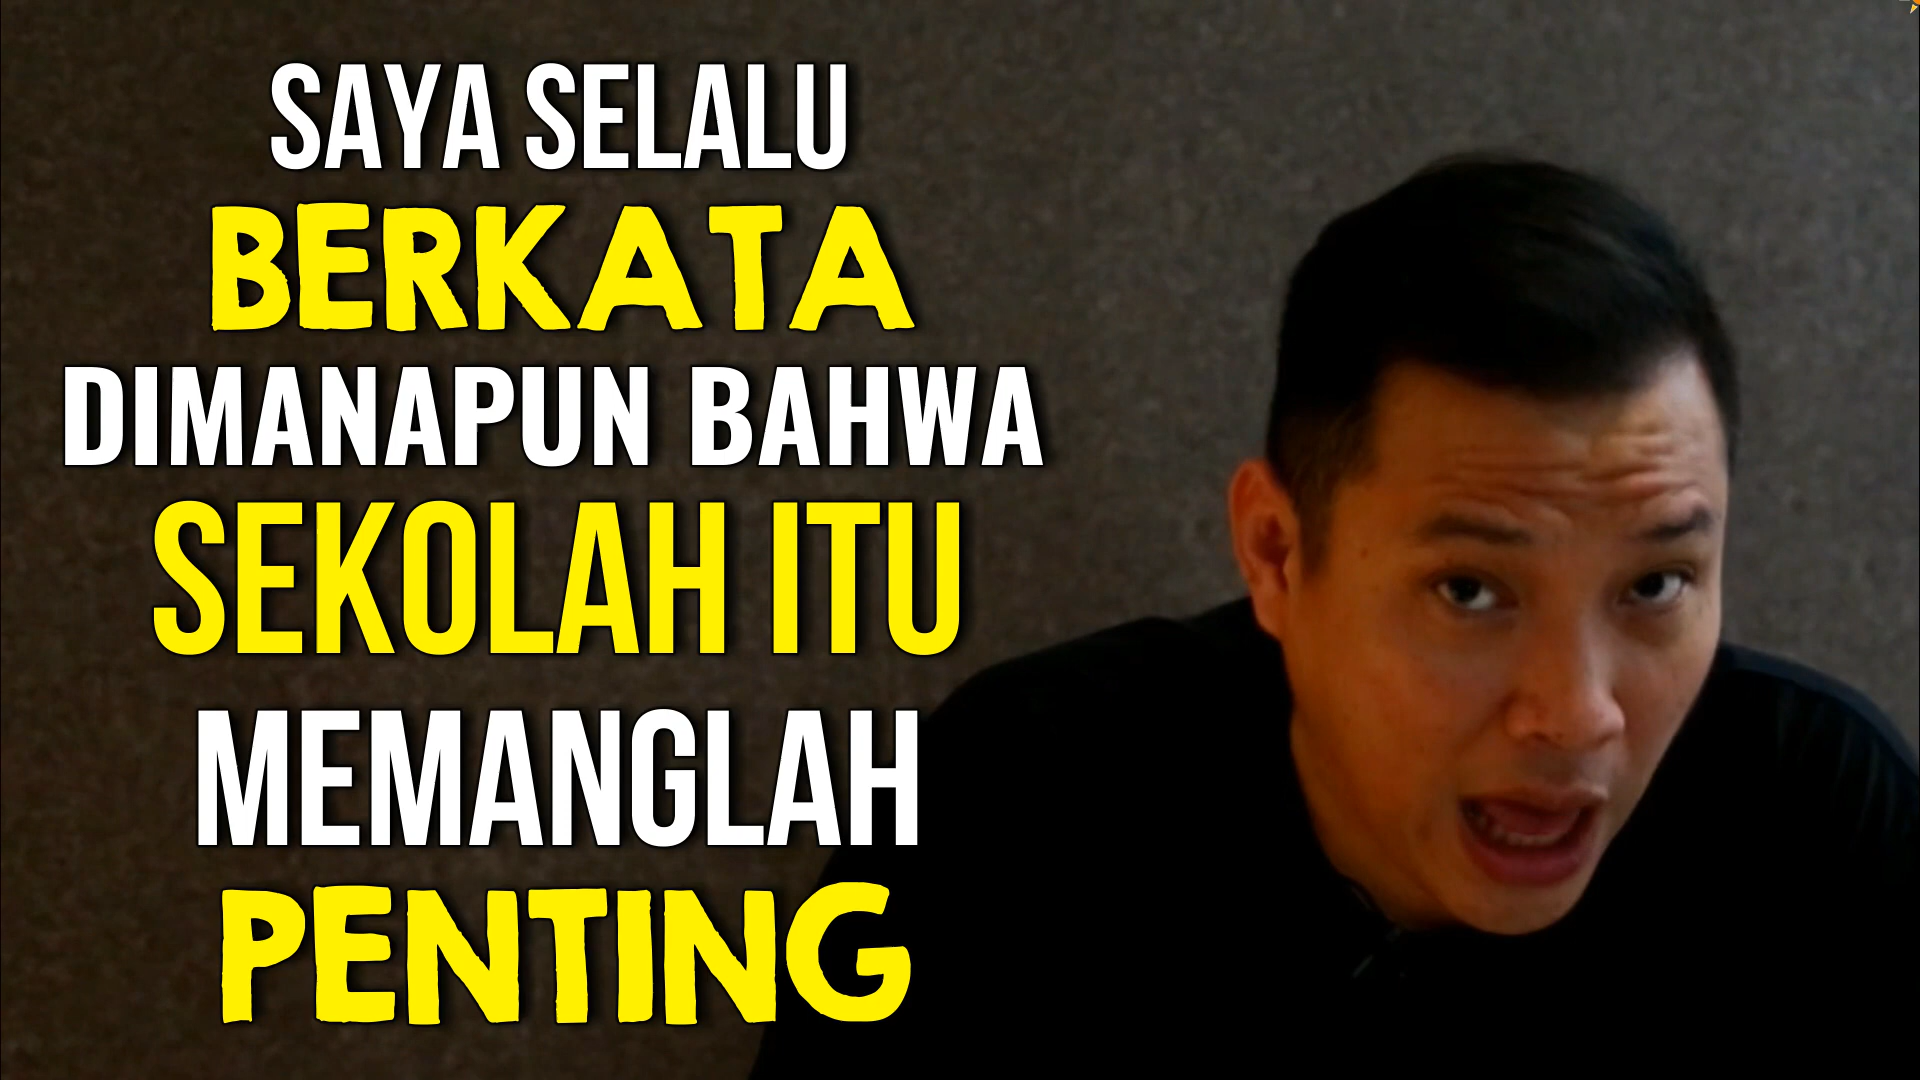 SAYA SELALU
BERKATA
DIMANAPUN BAHWA
SEKOLAH ITU
MEMANGLAH
PENTING